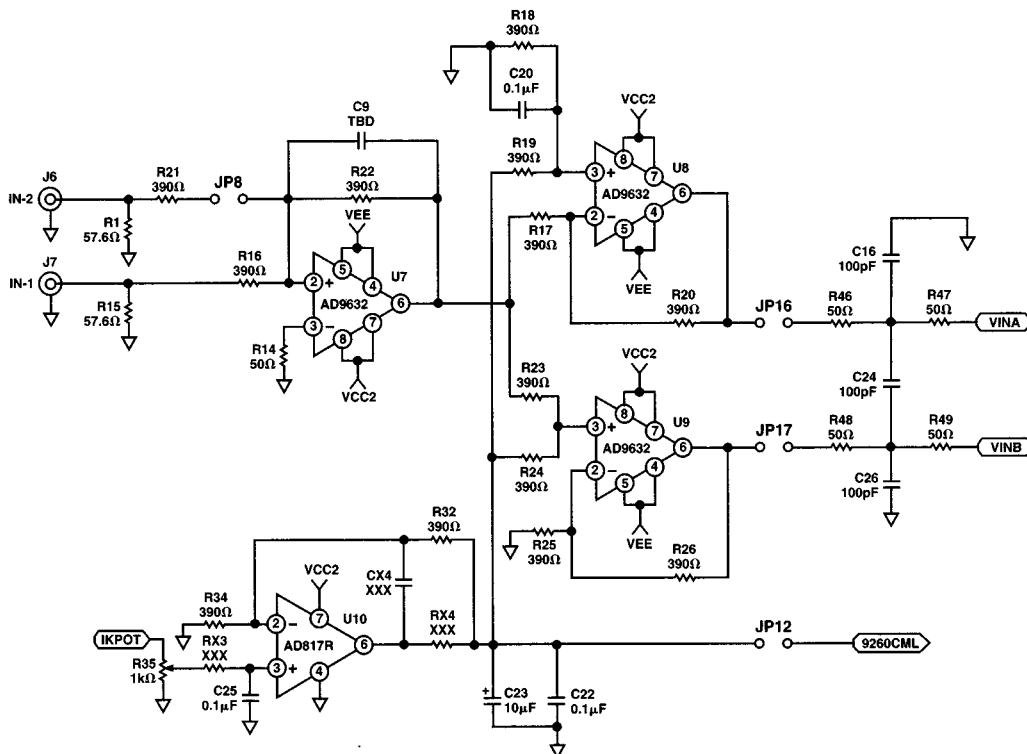 R18
390Ω
C20
0.1µF
VCC2
C9
TBD
R19
390Ω
8
3
+
U8
7
AD9632
6
2
−
4
5
VEE
J6
IN-2
R21
390Ω
JP8
R22
390Ω
R1
57.6Ω
VEE
R17
390Ω
C16
100pF
J7
IN-1
R16
390Ω
5
U7
2
+
4
AD9632
6
3
−
7
8
VCC2
R15
57.6Ω
R14
50Ω
R20
390Ω
JP16
R46
50Ω
R47
50Ω
VINA
R23
390Ω
VCC2
C24
100pF
8
U9
3
+
7
AD9632
6
2
−
4
5
VEE
JP17
R48
50Ω
R49
50Ω
VINB
R24
390Ω
C26
100pF
R32
390Ω
R25
390Ω
R26
390Ω
CX4
XXX
VCC2
R34
390Ω
U10
2
−
7
RX4
XXX
AD817R
6
3
+
4
IKPOT
RX3
XXX
R35
1kΩ
C25
0.1µF
JP12
9260CML
+
C23
10µF
C22
0.1µF